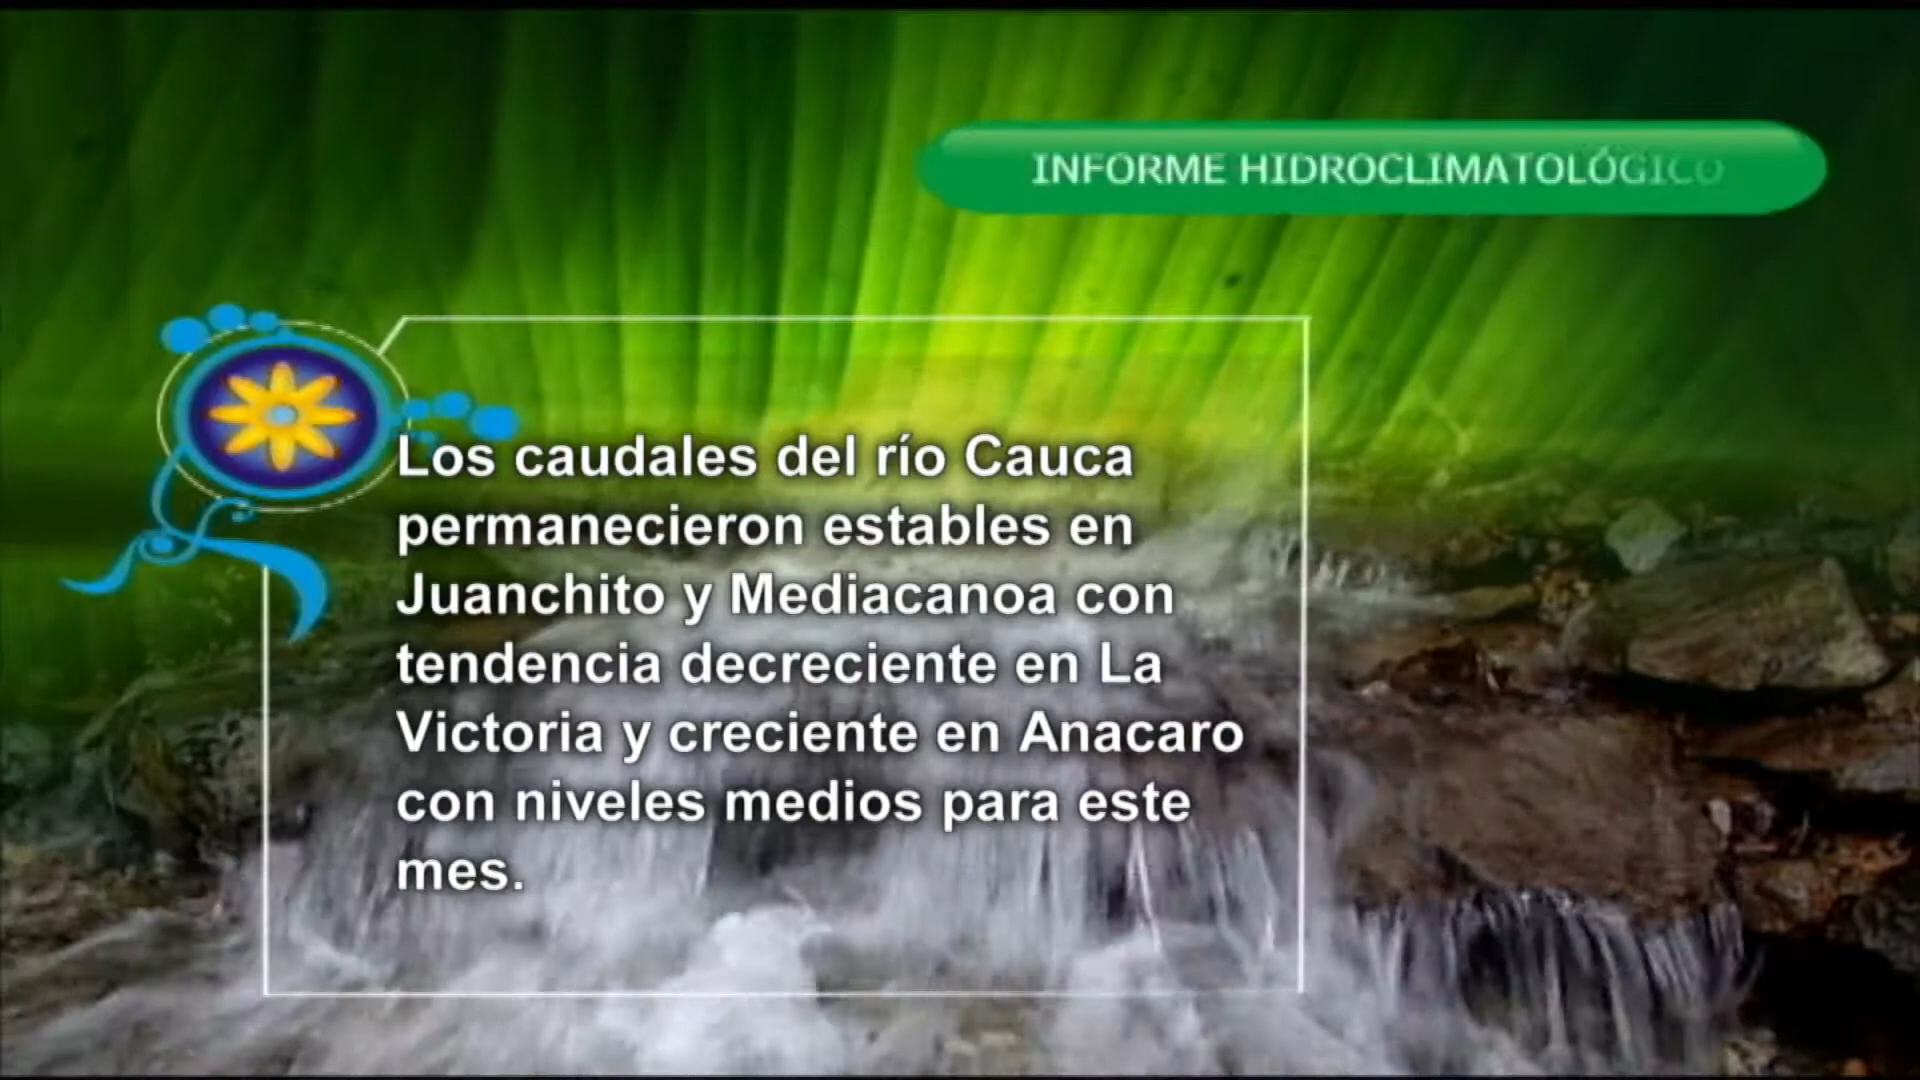 INFORME HIDROCLIMATOLÓGICO
Los caudales del río Cauca
permanecieron estables en
Juanchito y Mediacanoa con
tendencia decreciente en La
Victoria y creciente en Anacaro
con niveles medios para este
mes.